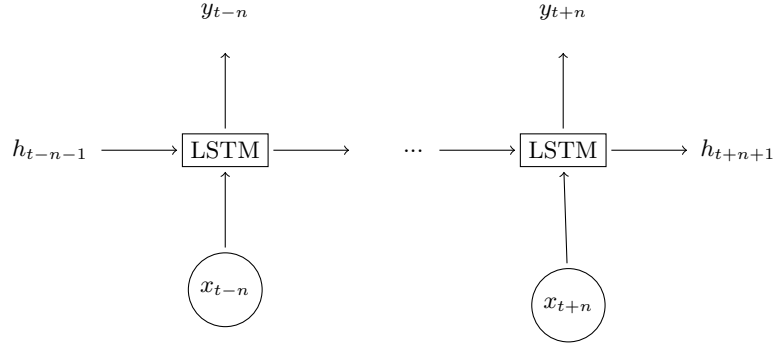 y_{t-n} y_{t+n}
h_{t-n-1} LSTM ... LSTM h_{t+n+1}
x_{t-n} x_{t+n}